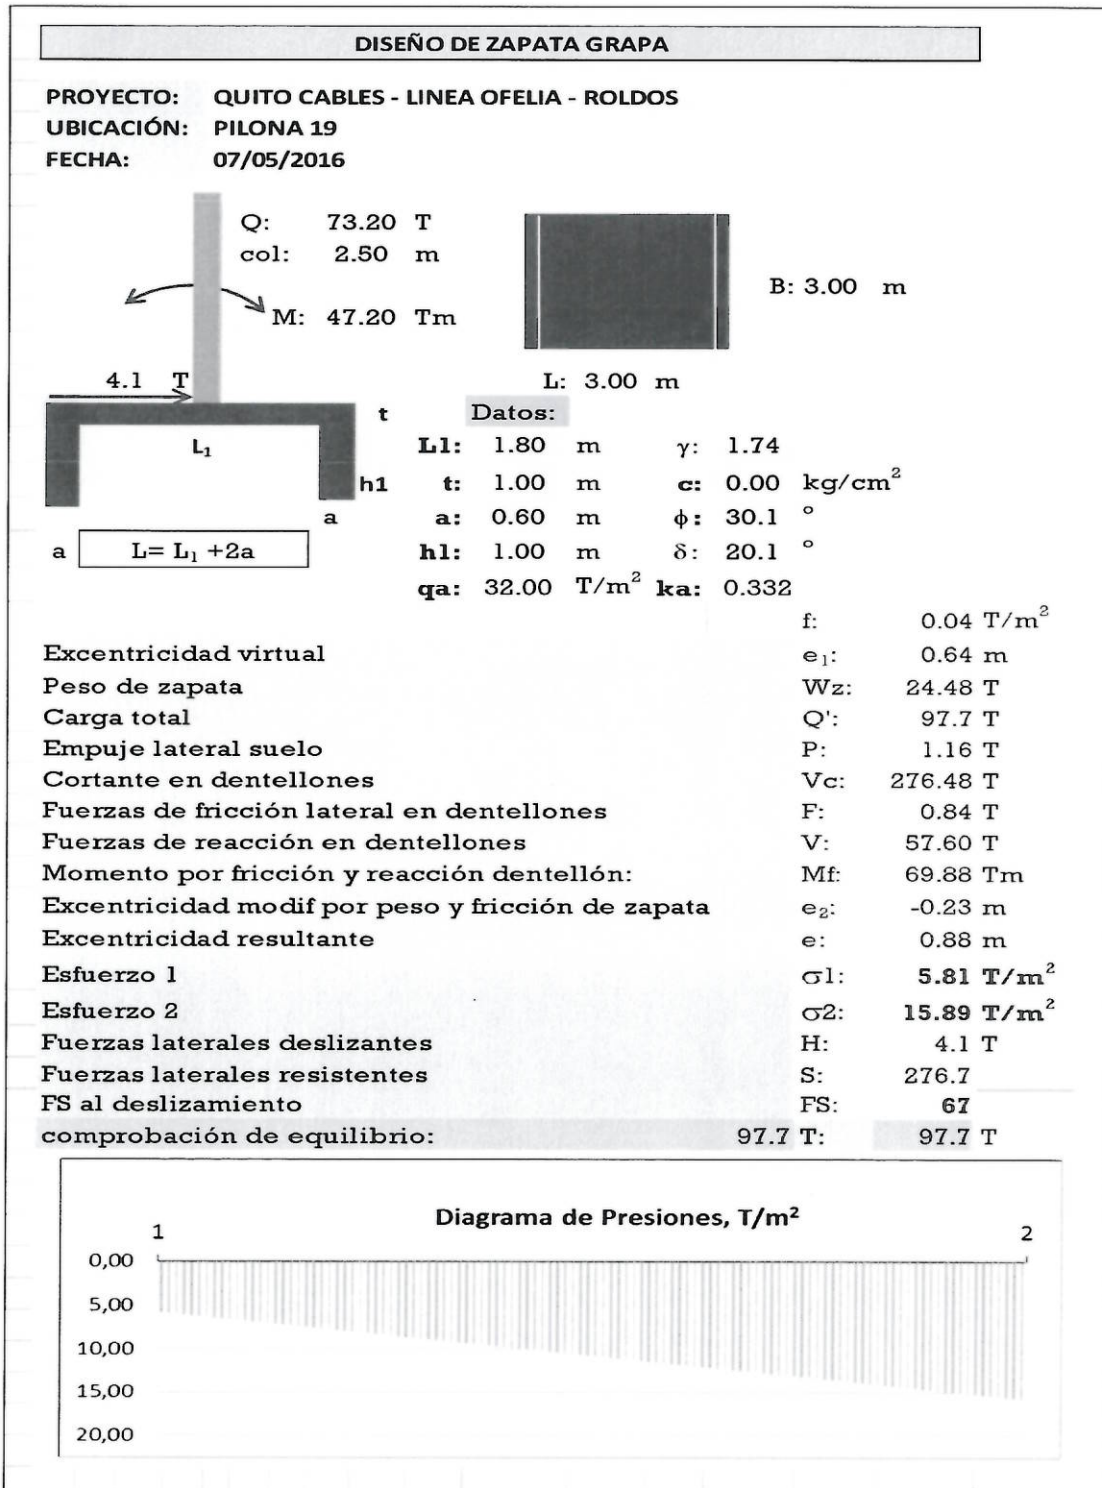 DISEÑO DE ZAPATA GRAPA
PROYECTO: QUITO CABLES - LINEA OFELIA - ROLDOS
UBICACIÓN: PILONA 19
FECHA: 07/05/2016
Q: 73.20 T
col: 2.50 m
B: 3.00 m
M: 47.20 Tm
4.1 T
L: 3.00 m
t
Datos:
L₁
L1: 1.80 m γ: 1.74
h1
t: 1.00 m c: 0.00 kg/cm²
a
a: 0.60 m ϕ: 30.1 °
a L= L₁ +2a
h1: 1.00 m δ: 20.1 °
qa: 32.00 T/m² ka: 0.332
f: 0.04 T/m²
Excentricidad virtual e₁: 0.64 m
Peso de zapata Wz: 24.48 T
Carga total Q': 97.7 T
Empuje lateral suelo P: 1.16 T
Cortante en dentellones Vc: 276.48 T
Fuerzas de fricción lateral en dentellones F: 0.84 T
Fuerzas de reacción en dentellones V: 57.60 T
Momento por fricción y reacción dentellón: Mf: 69.88 Tm
Excentricidad modif por peso y fricción de zapata e₂: -0.23 m
Excentricidad resultante e: 0.88 m
Esfuerzo 1 σ1: 5.81 T/m²
Esfuerzo 2 σ2: 15.89 T/m²
Fuerzas laterales deslizantes H: 4.1 T
Fuerzas laterales resistentes S: 276.7
FS al deslizamiento FS: 67
comprobación de equilibrio: 97.7 T: 97.7 T
Diagrama de Presiones, T/m²
1 2
0,00
5,00
10,00
15,00
20,00